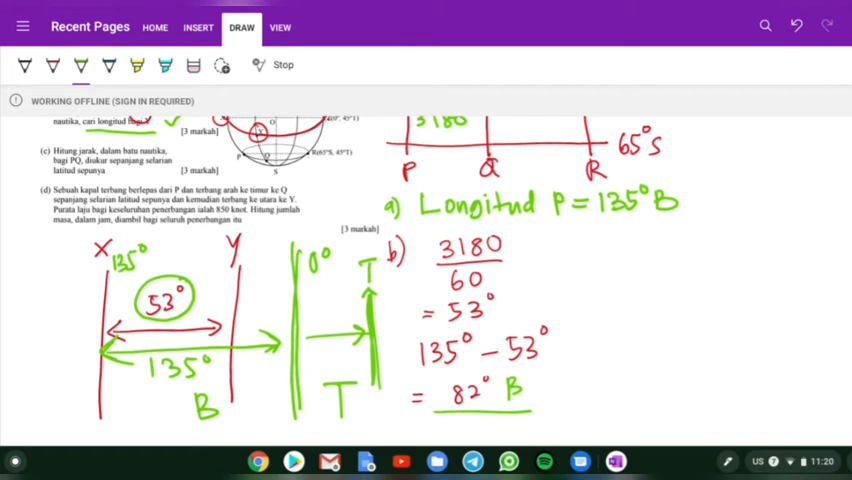 Recent Pages HOME INSERT DRAW VIEW
Stop
WORKING OFFLINE (SIGN IN REQUIRED)
nautika, cari longitud bagi
[3 markah]
(c) Hitung jarak, dalam batu nautika,
bagi PQ, diukur sepanjang selarian
latitud sepunya [3 markah]
(d) Sebuah kapal terbang berlepas dari P dan terbang arah ke timur ke Q
sepanjang selarian latitud sepunya dan kemudian terbang ke utara ke Y.
Purata laju bagi keseluruhan penerbangan ialah 850 knot. Hitung jumlah
masa, dalam jam, diambil bagi seluruh penerbangan itu
[3 markah]
O
Y
P
Q
R(65°S, 45°T)
S
3180
65°S
P Q R
a) Longitud P = 135°B
b) 3180
60
= 53°
135° - 53°
= 82° B
X 135° Y 0° T
53°
135°
B T
US 7 11:20